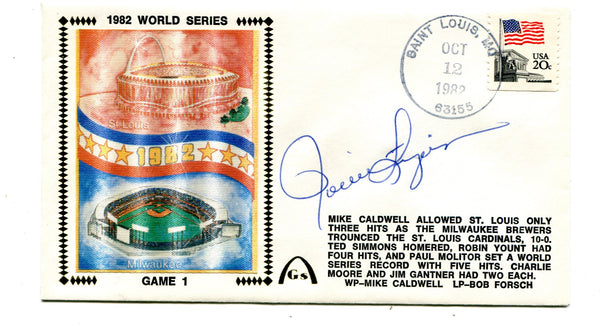 1982 WORLD SERIES
St. Louis
1982
Milwaukee
GAME 1
SAINT LOUIS, MO
OCT
12
1982
63155
USA
20c
MIKE CALDWELL ALLOWED ST. LOUIS ONLY
THREE HITS AS THE MILWAUKEE BREWERS
TROUNCED THE ST. LOUIS CARDINALS, 10-0.
TED SIMMONS HOMERED, ROBIN YOUNT HAD
FOUR HITS, AND PAUL MOLITOR SET A WORLD
SERIES RECORD WITH FIVE HITS. CHARLIE
MOORE AND JIM GANTNER HAD TWO EACH.
WP-MIKE CALDWELL LP-BOB FORSCH
Gs